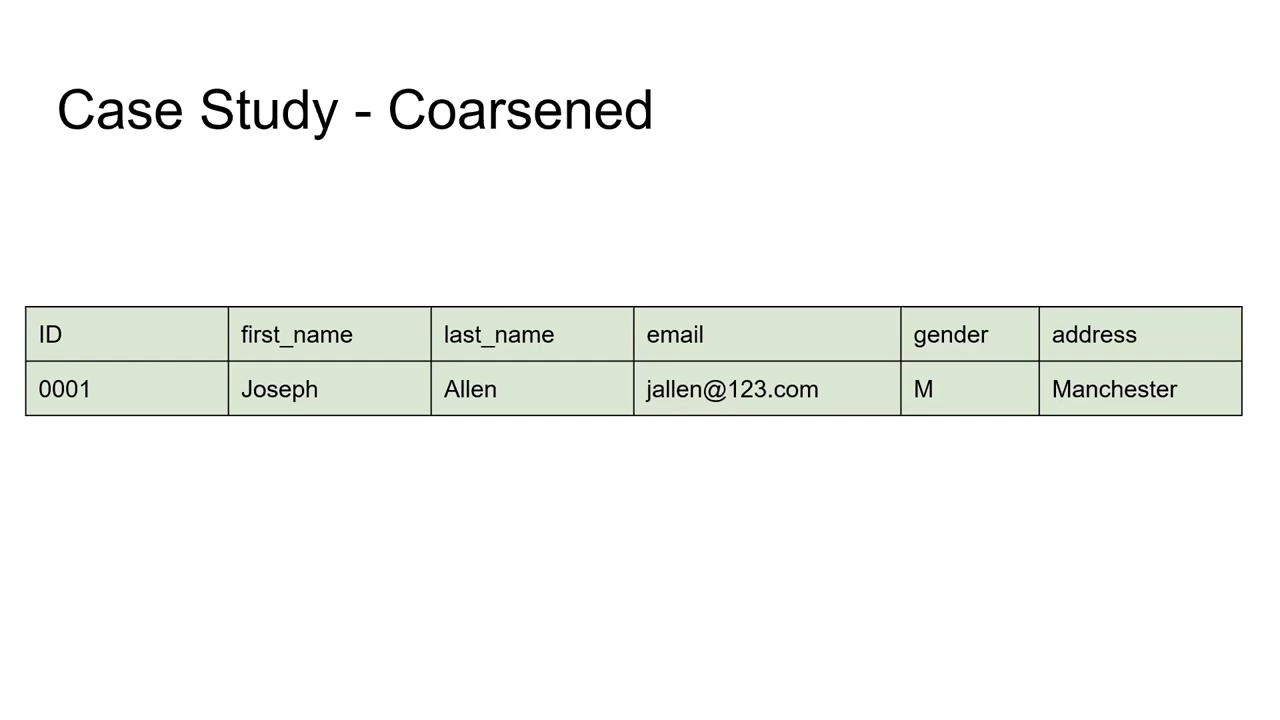 Case Study - Coarsened
ID first_name last_name email gender address
0001 Joseph Allen jallen@123.com M Manchester